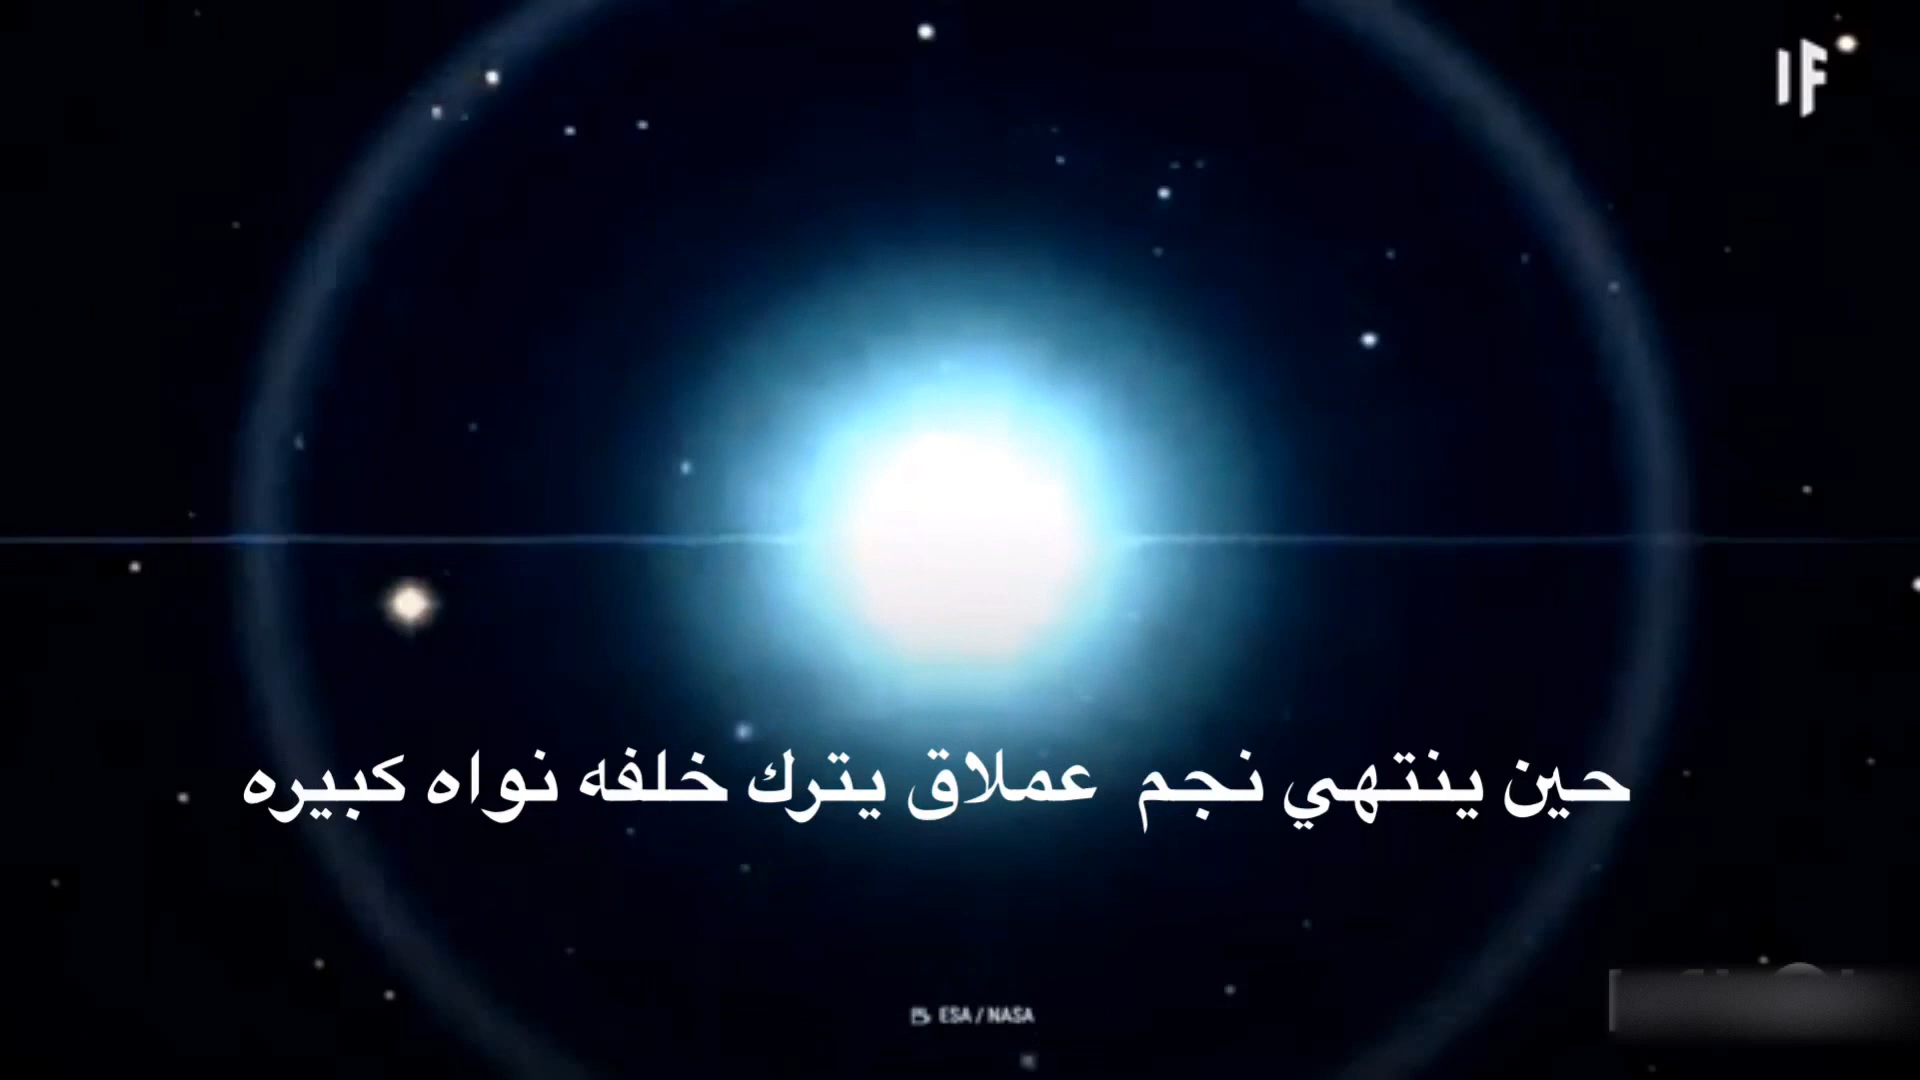 IF
حين ينتهي نجم عملاق يترك خلفه نواه كبيره
ESA / NASA